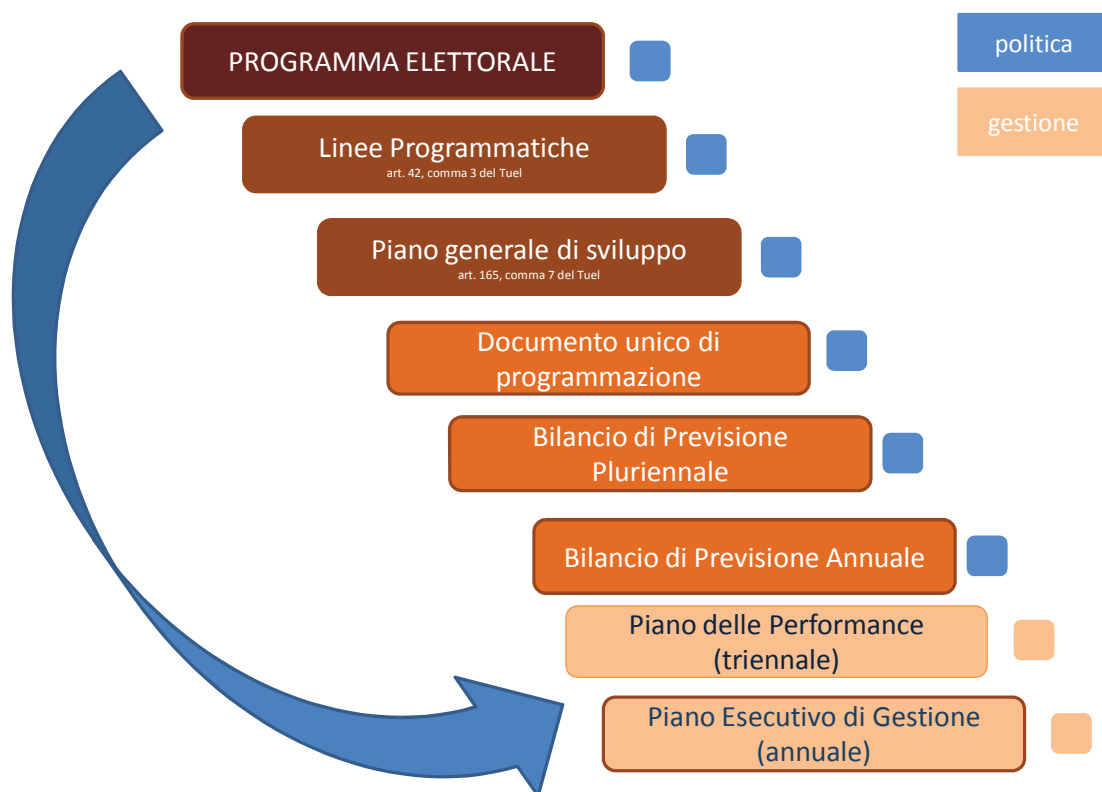 PROGRAMMA ELETTORALE
politica
gestione
Linee Programmatiche
art. 42, comma 3 del Tuel
Piano generale di sviluppo
art. 165, comma 7 del Tuel
Documento unico di
programmazione
Bilancio di Previsione
Pluriennale
Bilancio di Previsione Annuale
Piano delle Performance
(triennale)
Piano Esecutivo di Gestione
(annuale)